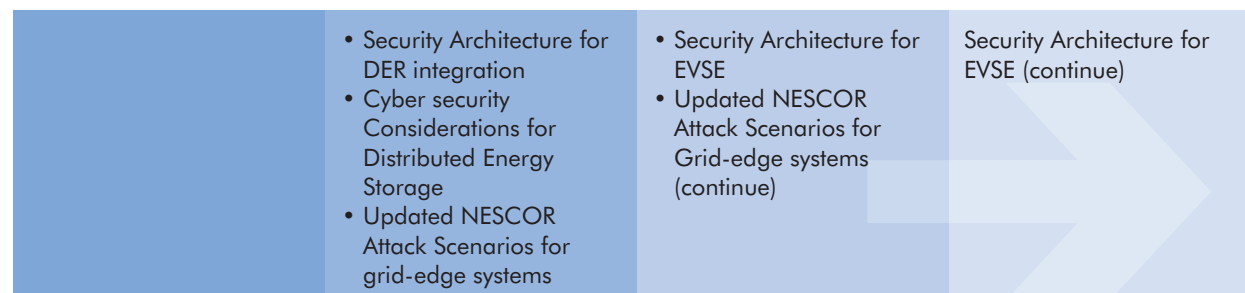 • Security Architecture for
DER integration
• Cyber security
Considerations for
Distributed Energy
Storage
• Updated NESCOR
Attack Scenarios for
grid-edge systems
• Security Architecture for
EVSE
• Updated NESCOR
Attack Scenarios for
Grid-edge systems
(continue)
Security Architecture for
EVSE (continue)